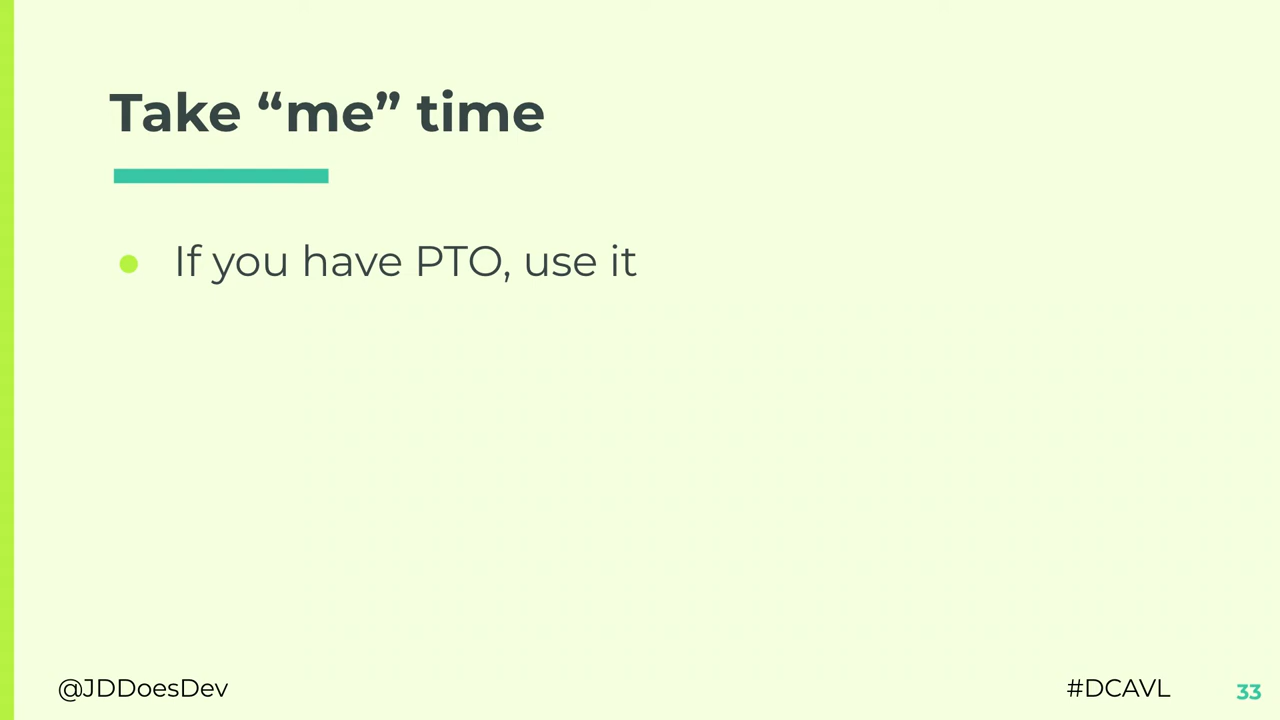 Take “me” time
● If you have PTO, use it
@JDDoesDev
#DCAVL
33